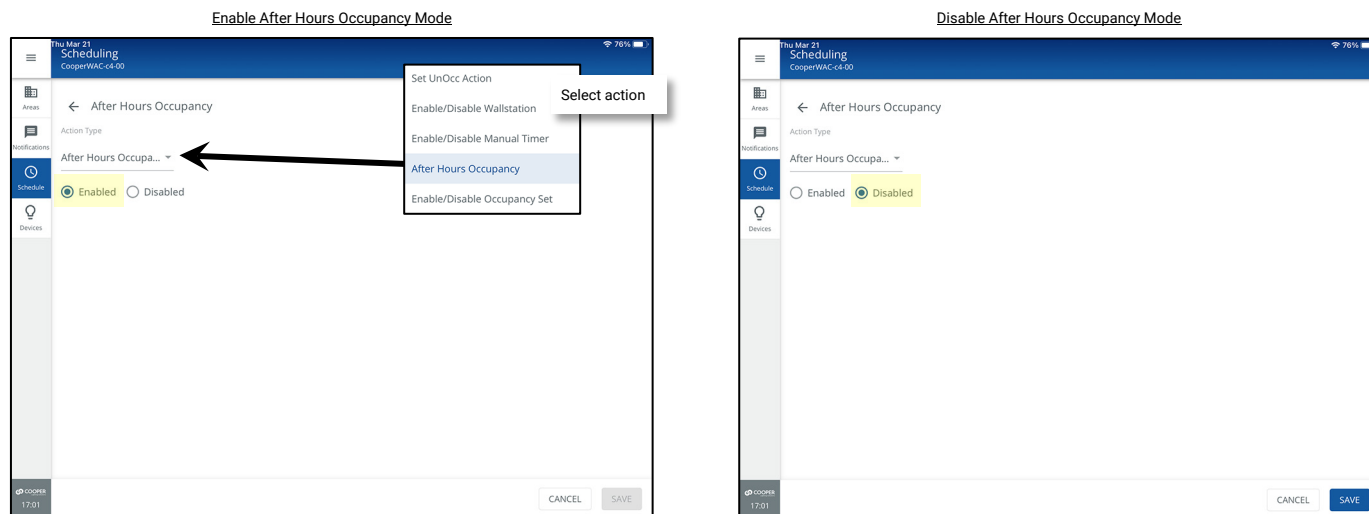 Enable After Hours Occupancy Mode
Thu Mar 21
76%
Scheduling
CooperWAC-c4-00
Set UnOcc Action
Select action
Areas
After Hours Occupancy
Enable/Disable Wallstation
Action Type
Enable/Disable Manual Timer
Notifications
After Hours Occupa...
After Hours Occupancy
Schedule
Enabled
Disabled
Enable/Disable Occupancy Set
Devices
COOPER
17:01
CANCEL
SAVE
Disable After Hours Occupancy Mode
Thu Mar 21
76%
Scheduling
CooperWAC-c4-00
Areas
After Hours Occupancy
Action Type
Notifications
After Hours Occupa...
Schedule
Enabled
Disabled
Devices
COOPER
17:01
CANCEL
SAVE